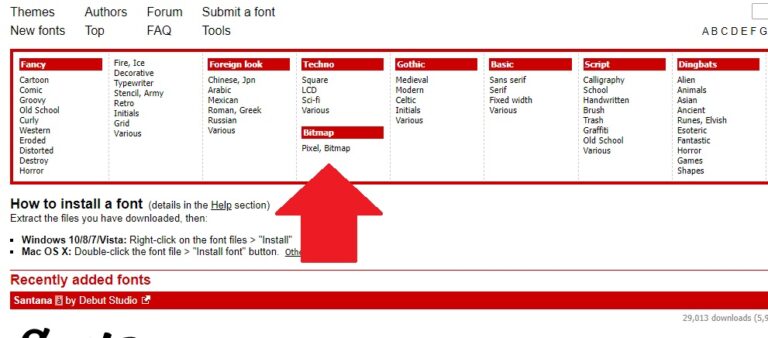 Themes Authors Forum Submit a font
New fonts Top FAQ Tools
A B C D E F G
Fancy
Cartoon
Comic
Groovy
Old School
Curly
Western
Eroded
Distorted
Destroy
Horror
Fire, Ice
Decorative
Typewriter
Stencil, Army
Retro
Initials
Grid
Various
Foreign look
Chinese, Jpn
Arabic
Mexican
Roman, Greek
Russian
Various
Techno
Square
LCD
Sci-fi
Various
Bitmap
Pixel, Bitmap
Gothic
Medieval
Modern
Celtic
Initials
Various
Basic
Sans serif
Serif
Fixed width
Various
Script
Calligraphy
School
Handwritten
Brush
Trash
Graffiti
Old School
Various
Dingbats
Alien
Animals
Asian
Ancient
Runes, Elvish
Esoteric
Fantastic
Horror
Games
Shapes
How to install a font (details in the Help section)
Extract the files you have downloaded, then:
Windows 10/8/7/Vista: Right-click on the font files > "Install"
Mac OS X: Double-click the font file > "Install font" button.
Recently added fonts
Santana by Debut Studio
29,013 downloads (5,9